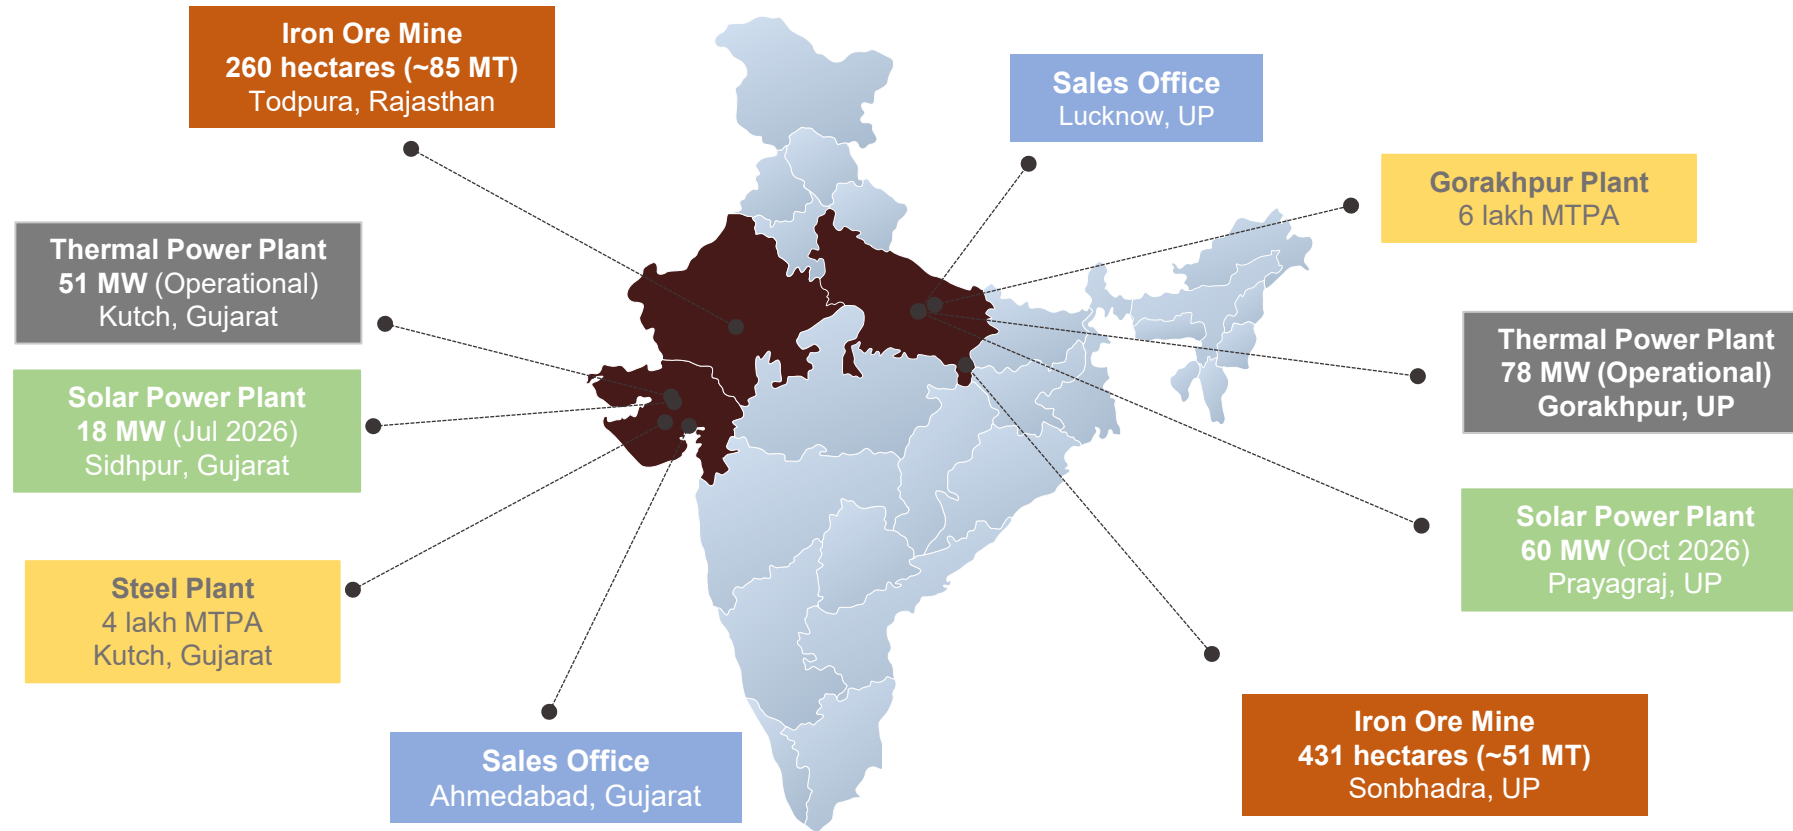 Iron Ore Mine
260 hectares (~85 MT)
Todpura, Rajasthan
Sales Office
Lucknow, UP
Gorakhpur Plant
6 lakh MTPA
Thermal Power Plant
51 MW (Operational)
Kutch, Gujarat
Thermal Power Plant
78 MW (Operational)
Gorakhpur, UP
Solar Power Plant
18 MW (Jul 2026)
Sidhpur, Gujarat
Solar Power Plant
60 MW (Oct 2026)
Prayagraj, UP
Steel Plant
4 lakh MTPA
Kutch, Gujarat
Sales Office
Ahmedabad, Gujarat
Iron Ore Mine
431 hectares (~51 MT)
Sonbhadra, UP